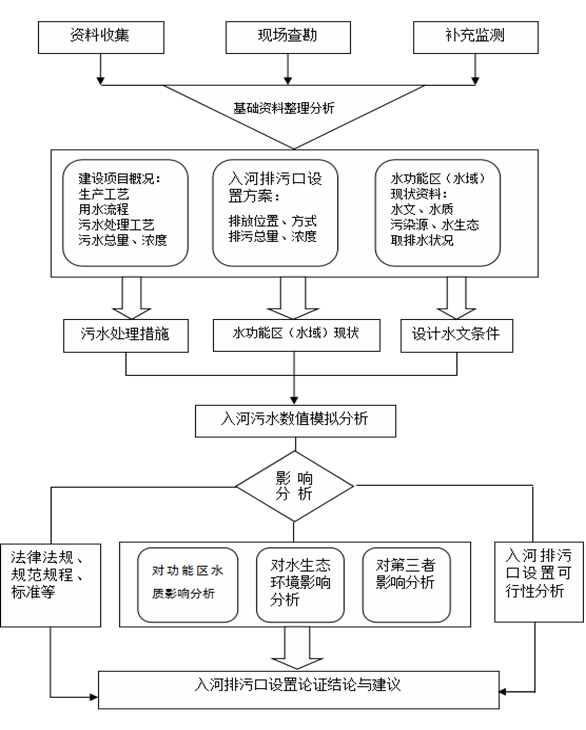 资料收集
现场查勘
补充监测
基础资料整理分析
建设项目概况：
生产工艺
用水流程
污水处理工艺
污水总量、浓度
入河排污口设
置方案：
排放位置、方式
排污总量、浓度
水功能区（水域）
现状资料：
水文、水质
污染源、水生态
取排水状况
污水处理措施
水功能区（水域）现状
设计水文条件
入河污水数值模拟分析
影 响
分 析
法律法规、
规范规程、
标准等
对功能区水
质影响分析
对水生态
环境影响
分析
对第三者
影响分析
入河排污
口设置可
行性分析
入河排污口设置论证结论与建议